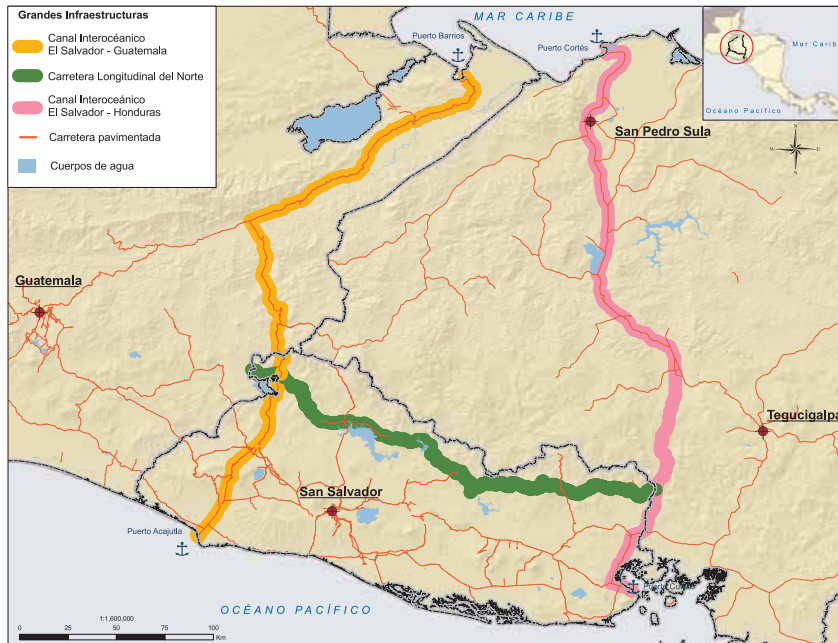 Grandes Infraestructuras
Canal Interocéanico
El Salvador - Guatemala
Carretera Longitudinal del Norte
Canal Interoceánico
El Salvador - Honduras
Carretera pavimentada
Cuerpos de agua
MAR CARIBE
Puerto Barrios
Puerto Cortés
Mar Carib
Océano Pacífico
San Pedro Sula
N
W
E
S
Guatemala
Tegucigalpa
San Salvador
Puerto Acajutla
OCÉANO PACÍFICO
1:1,600,000
0 25 50 75 100
Km